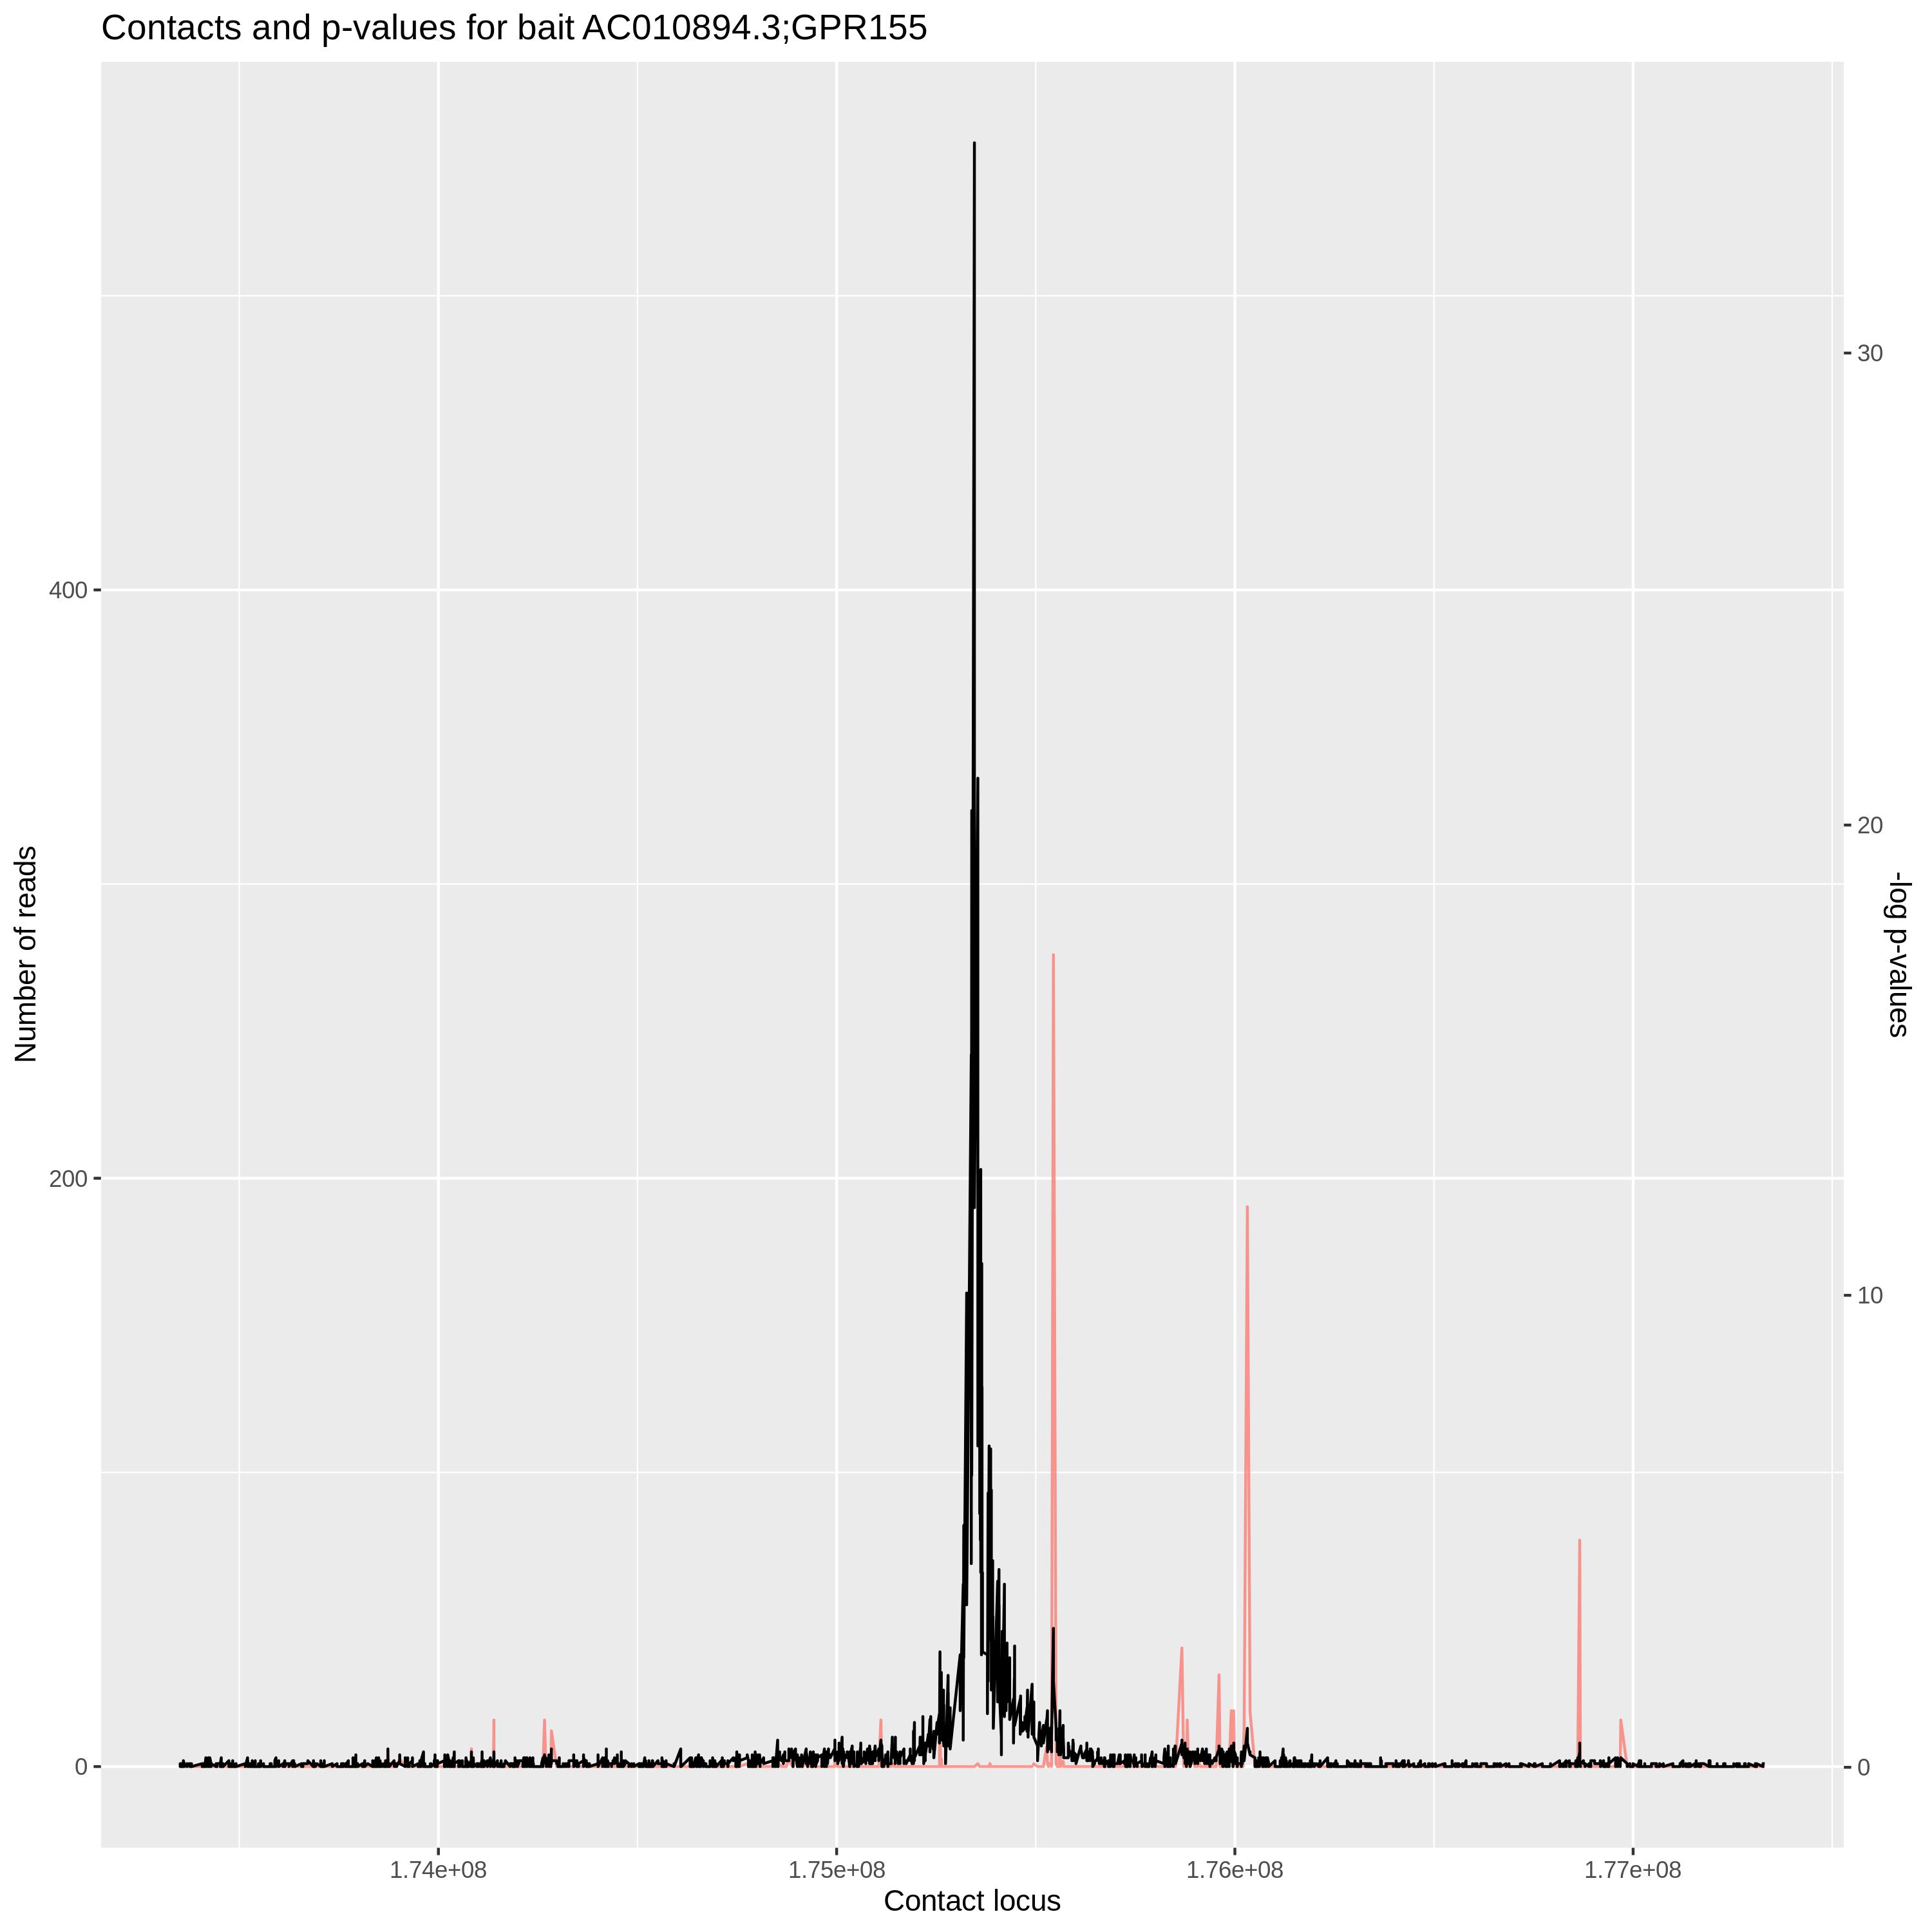 Contacts and p-values for bait AC010894.3;GPR155
Number of reads
400
200
0
30
20
10
0
-log p-values
1.74e+08 1.75e+08 1.76e+08 1.77e+08
Contact locus